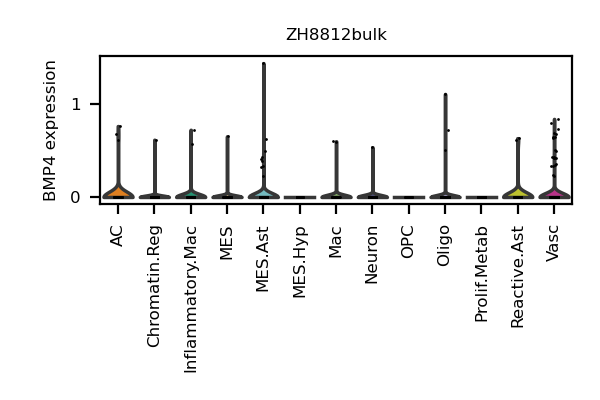 ZH8812bulk
BMP4 expression
1
0
AC
Chromatin.Reg
Inflammatory.Mac
MES
MES.Ast
MES.Hyp
Mac
Neuron
OPC
Oligo
Prolif.Metab
Reactive.Ast
Vasc